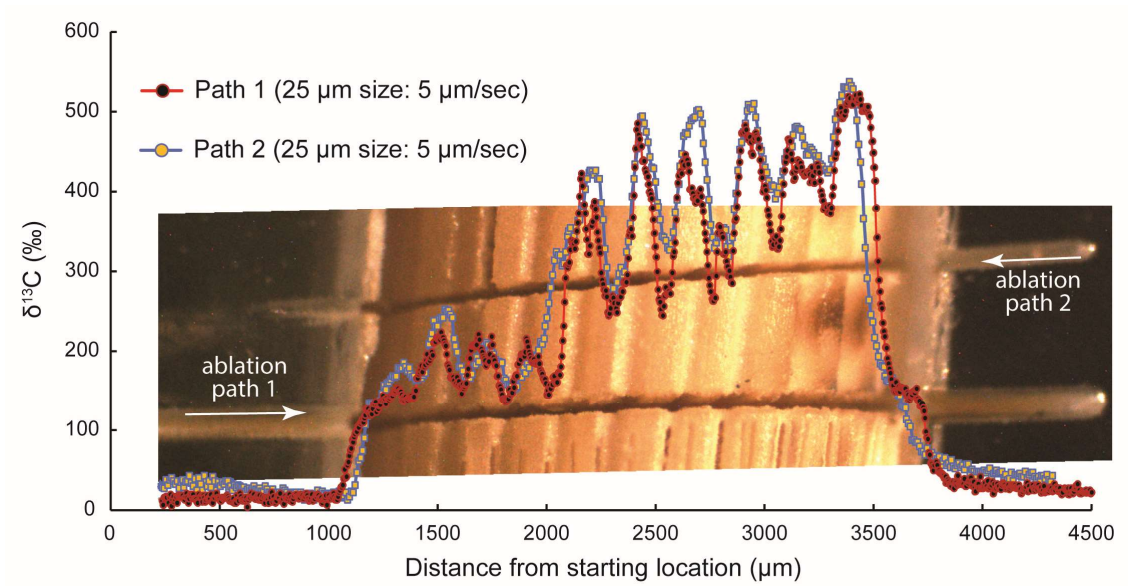 600
500
400
300
200
100
0
δ¹³C (‰)
Path 1 (25 µm size: 5 µm/sec)
Path 2 (25 µm size: 5 µm/sec)
ablation
path 1
ablation
path 2
0 500 1000 1500 2000 2500 3000 3500 4000 4500
Distance from starting location (µm)